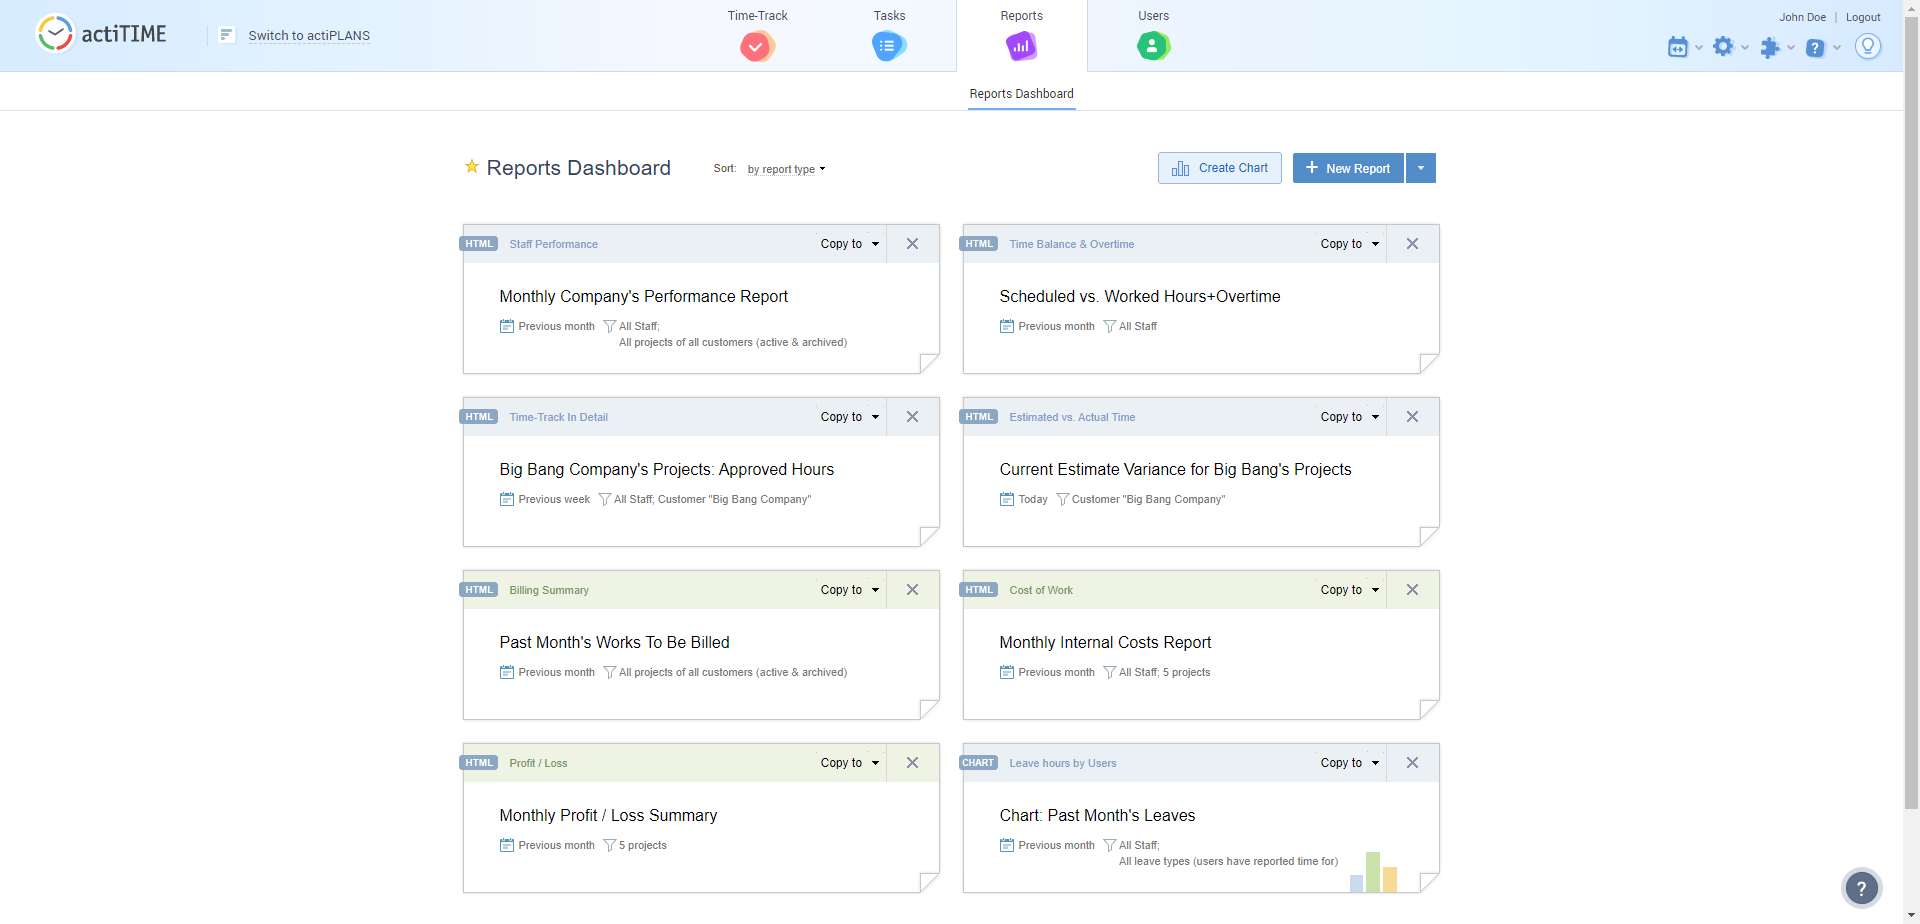 actiTIME
Switch to actiPLANS
Time-Track
Tasks
Reports
Users
John Doe | Logout
Reports Dashboard
Reports Dashboard
Sort: by report type
Create Chart
+ New Report
HTML Staff Performance Copy to
Monthly Company's Performance Report
Previous month All Staff;
All projects of all customers (active & archived)
HTML Time Balance & Overtime Copy to
Scheduled vs. Worked Hours+Overtime
Previous month All Staff
HTML Time-Track In Detail Copy to
Big Bang Company's Projects: Approved Hours
Previous week All Staff; Customer "Big Bang Company"
HTML Estimated vs. Actual Time Copy to
Current Estimate Variance for Big Bang's Projects
Today Customer "Big Bang Company"
HTML Billing Summary Copy to
Past Month's Works To Be Billed
Previous month All projects of all customers (active & archived)
HTML Cost of Work Copy to
Monthly Internal Costs Report
Previous month All Staff; 5 projects
HTML Profit / Loss Copy to
Monthly Profit / Loss Summary
Previous month 5 projects
CHART Leave hours by Users Copy to
Chart: Past Month's Leaves
Previous month All Staff;
All leave types (users have reported time for)
?